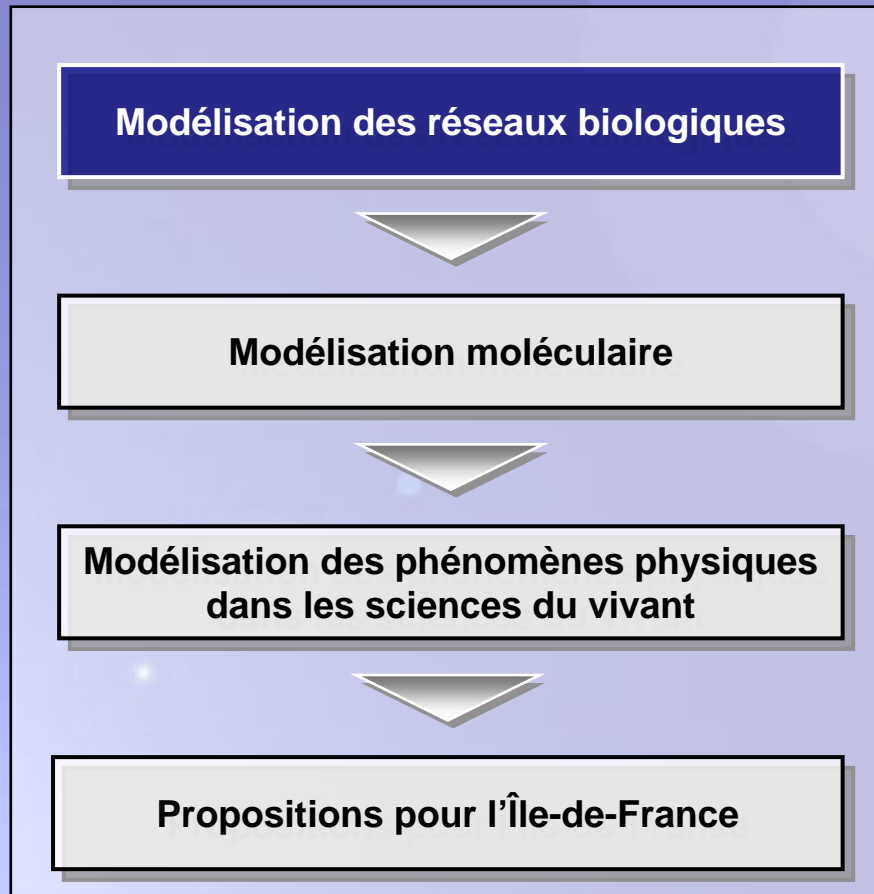 Modélisation des réseaux biologiques
Modélisation moléculaire
Modélisation des phénomènes physiques
dans les sciences du vivant
Propositions pour l’Île-de-France